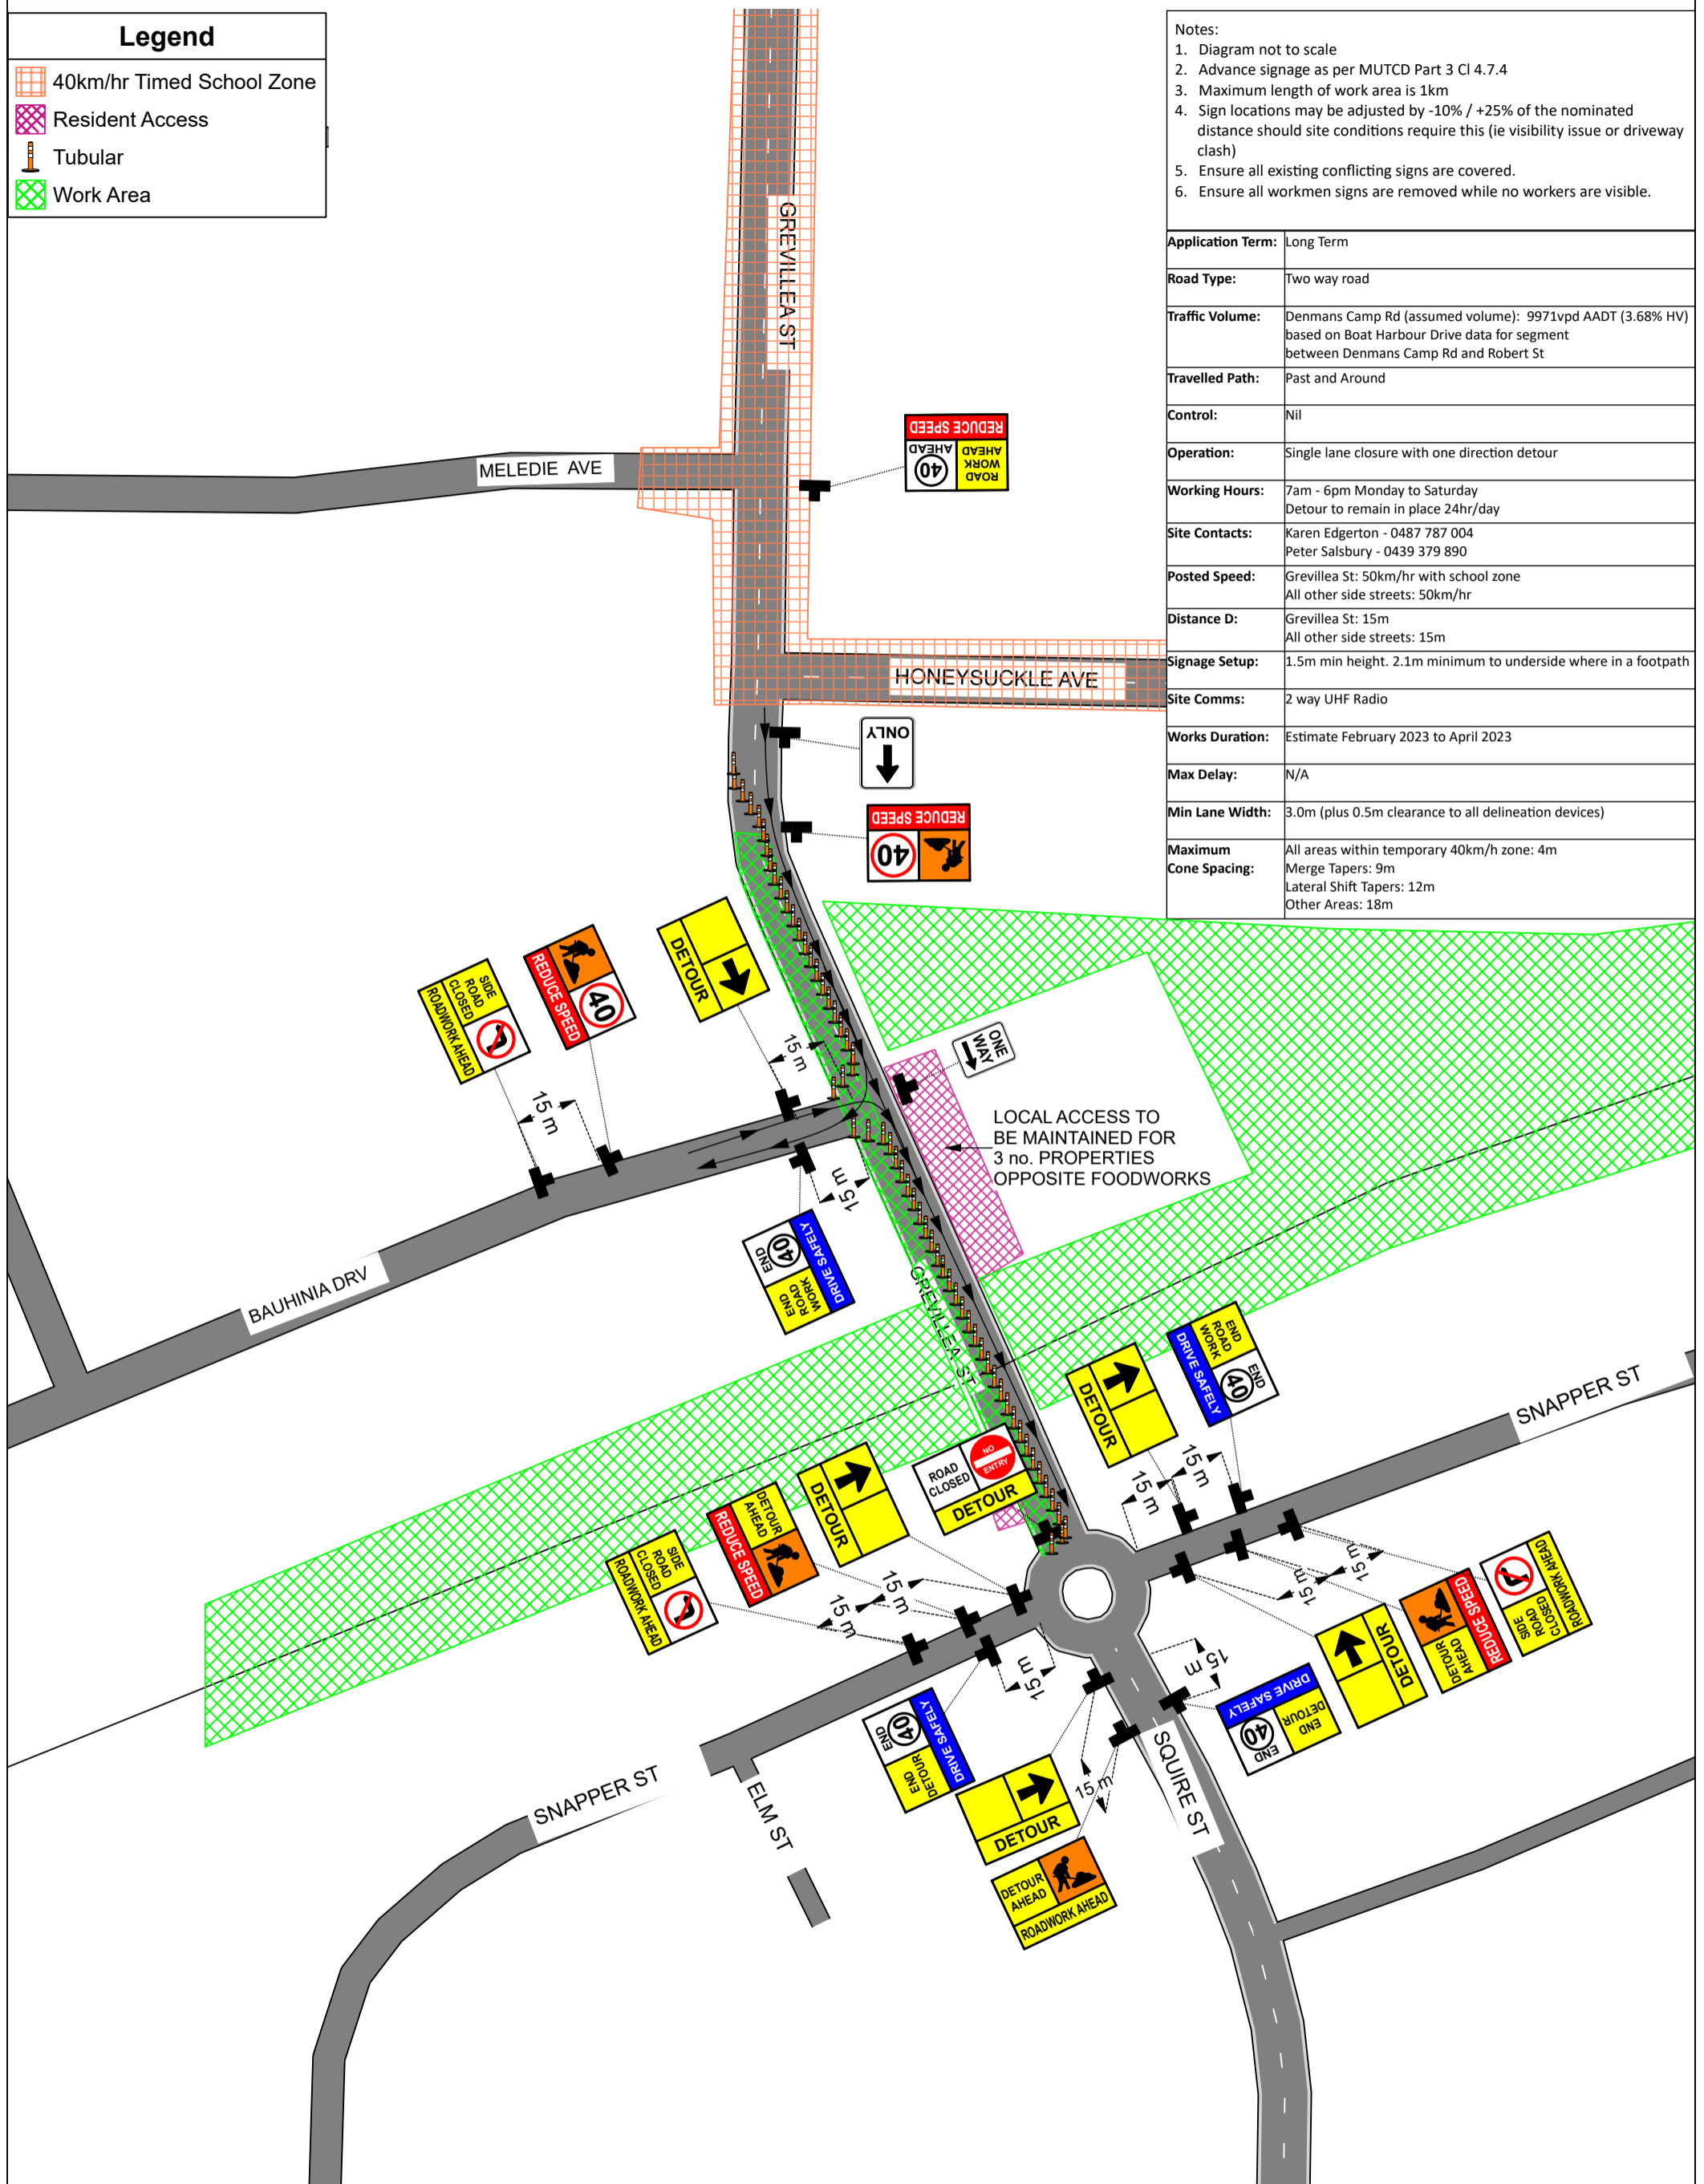 Legend
40km/hr Timed School Zone
Resident Access
Tubular
Work Area
Notes:
1. Diagram not to scale
2. Advance signage as per MUTCD Part 3 Cl 4.7.4
3. Maximum length of work area is 1km
4. Sign locations may be adjusted by -10% / +25% of the nominated
distance should site conditions require this (ie visibility issue or driveway
clash)
5. Ensure all existing conflicting signs are covered.
6. Ensure all workmen signs are removed while no workers are visible.
Application Term: Long Term
Road Type: Two way road
Traffic Volume: Denmans Camp Rd (assumed volume): 9971vpd AADT (3.68% HV)
based on Boat Harbour Drive data for segment
between Denmans Camp Rd and Robert St
Travelled Path: Past and Around
Control: Nil
Operation: Single lane closure with one direction detour
Working Hours: 7am - 6pm Monday to Saturday
Detour to remain in place 24hr/day
Site Contacts: Karen Edgerton - 0487 787 004
Peter Salsbury - 0439 379 890
Posted Speed: Grevillea St: 50km/hr with school zone
All other side streets: 50km/hr
Distance D: Grevillea St: 15m
All other side streets: 15m
Signage Setup: 1.5m min height. 2.1m minimum to underside where in a footpath
Site Comms: 2 way UHF Radio
Works Duration: Estimate February 2023 to April 2023
Max Delay: N/A
Min Lane Width: 3.0m (plus 0.5m clearance to all delineation devices)
Maximum
Cone Spacing: All areas within temporary 40km/h zone: 4m
Merge Tapers: 9m
Lateral Shift Tapers: 12m
Other Areas: 18m
GREVILLEA ST
MELEDIE AVE
ROAD
WORK
AHEAD
40
AHEAD
REDUCE SPEED
HONEYSUCKLE AVE
ONLY
40
REDUCE SPEED
DETOUR
40
REDUCE SPEED
SIDE
ROAD
CLOSED
ROADWORK AHEAD
15 m
15 m
ONE
WAY
LOCAL ACCESS TO
BE MAINTAINED FOR
3 no. PROPERTIES
OPPOSITE FOODWORKS
15 m
END
ROAD
WORK
END
40
DRIVE SAFELY
BAUHINIA DRV
GREVILLEA ST
END
ROAD
WORK
END
40
DRIVE SAFELY
DETOUR
SNAPPER ST
15 m
15 m
ROAD
CLOSED
NO
ENTRY
DETOUR
DETOUR
DETOUR
AHEAD
REDUCE SPEED
SIDE
ROAD
CLOSED
ROADWORK AHEAD
15 m
15 m
15 m
15 m
15 m
SIDE
ROAD
CLOSED
ROADWORK AHEAD
DETOUR
AHEAD
REDUCE SPEED
DETOUR
15 m
END
DETOUR
END
40
DRIVE SAFELY
END
DETOUR
END
40
DRIVE SAFELY
DETOUR
15 m
SQUIRE ST
SNAPPER ST
ELM ST
DETOUR
AHEAD
ROADWORK AHEAD